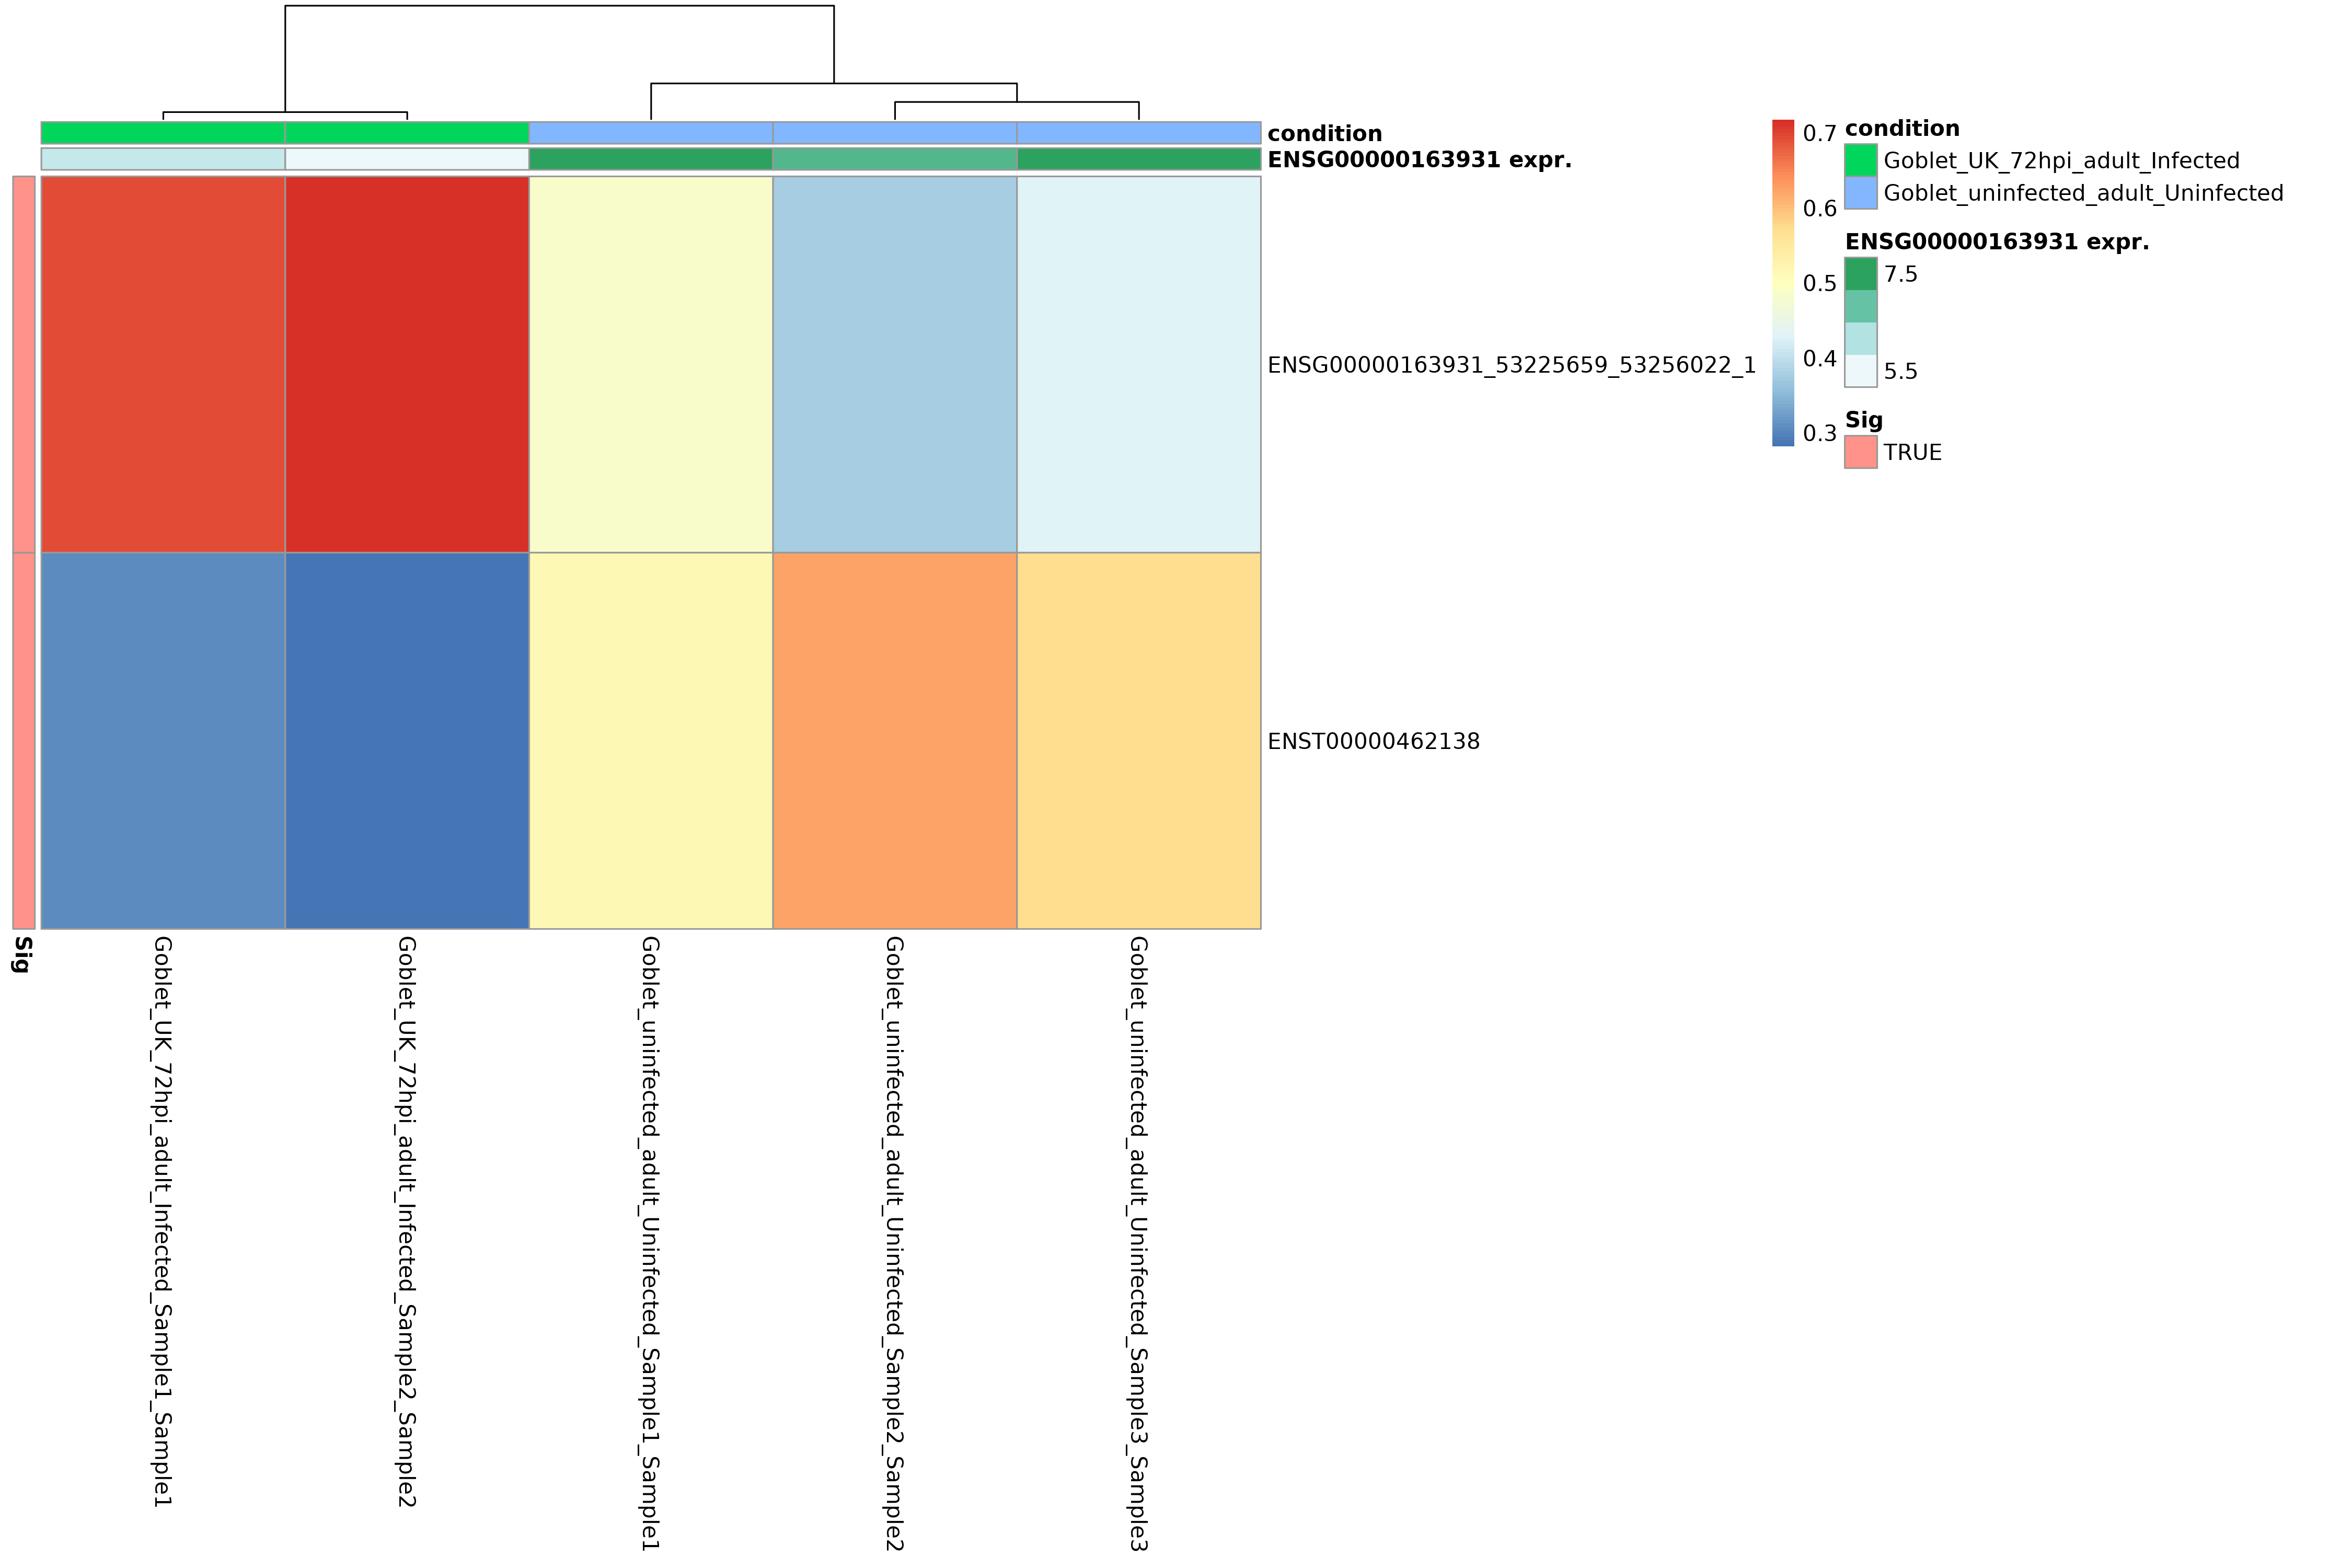 condition
ENSG00000163931 expr.
ENSG00000163931_53225659_53256022_1
ENST00000462138
Sig
Goblet_UK_72hpi_adult_Infected_Sample1_Sample1
Goblet_UK_72hpi_adult_Infected_Sample2_Sample2
Goblet_uninfected_adult_Uninfected_Sample1_Sample1
Goblet_uninfected_adult_Uninfected_Sample2_Sample2
Goblet_uninfected_adult_Uninfected_Sample3_Sample3
0.7
0.6
0.5
0.4
0.3
condition
Goblet_UK_72hpi_adult_Infected
Goblet_uninfected_adult_Uninfected
ENSG00000163931 expr.
7.5
5.5
Sig
TRUE